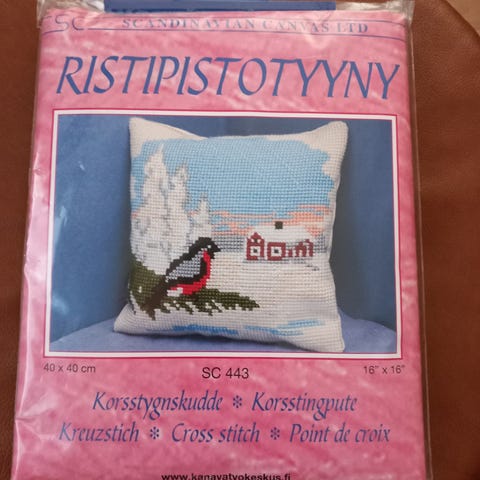 SC SCANDINAVIAN CANVAS LTD
RISTIPISTOTYYNY
40 x 40 cm SC 443 16" x 16"
Korsstygnskudde * Korsstingpute
Kreuzstich * Cross stitch * Point de croix
www.kanavatyokeskus.fi